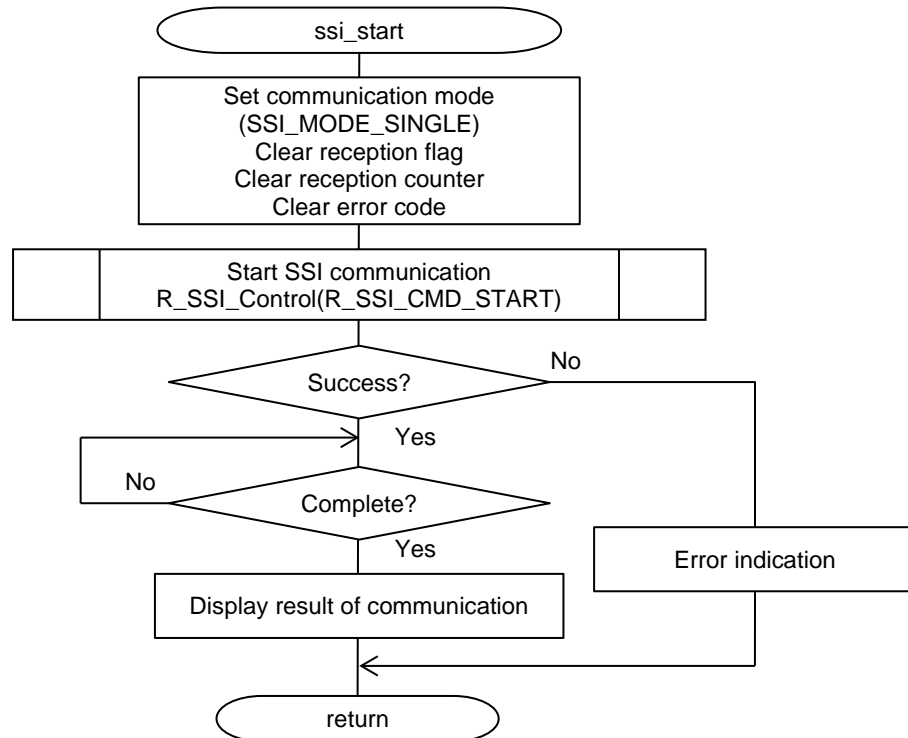 ssi_start
Set communication mode
(SSI_MODE_SINGLE)
Clear reception flag
Clear reception counter
Clear error code
Start SSI communication
R_SSI_Control(R_SSI_CMD_START)
No
Success?
Yes
No
Complete?
Yes
Error indication
Display result of communication
return